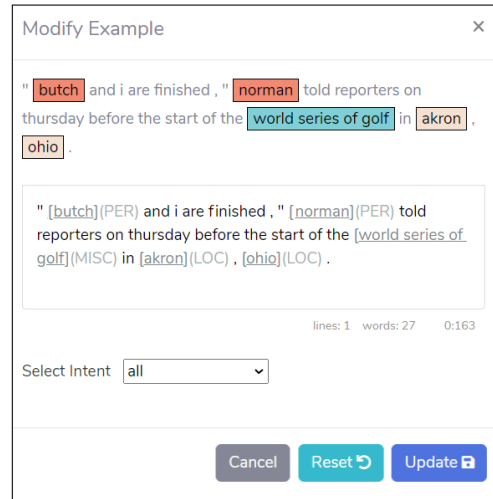 Modify Example ×
" butch and i are finished , " norman told reporters on
thursday before the start of the world series of golf in akron ,
ohio .
" [butch](PER) and i are finished , " [norman](PER) told
reporters on thursday before the start of the [world series of
golf](MISC) in [akron](LOC) , [ohio](LOC) .
lines: 1 words: 27 0:163
Select Intent all
Cancel Reset Update